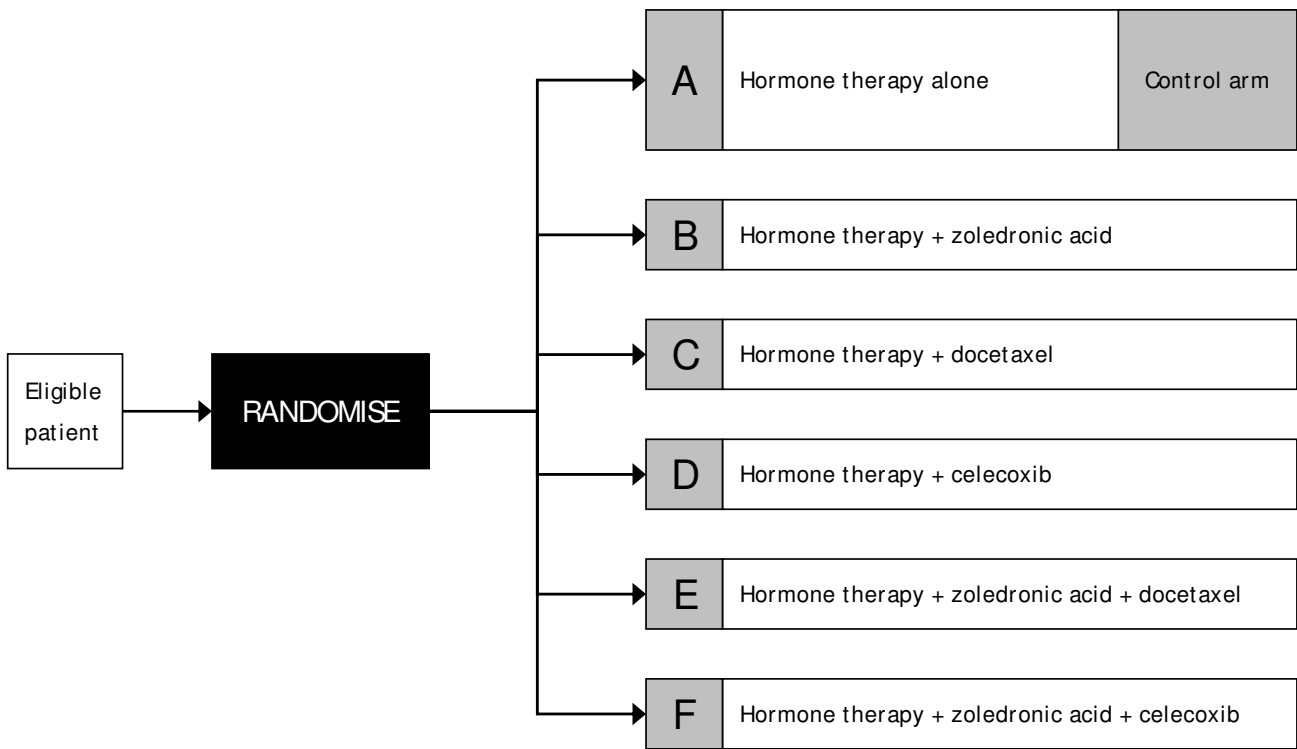 A
Hormone therapy alone
Control arm
B
Hormone therapy + zoledronic acid
C
Hormone therapy + docetaxel
Eligible
patient
RANDOMISE
D
Hormone therapy + celecoxib
E
Hormone therapy + zoledronic acid + docetaxel
F
Hormone therapy + zoledronic acid + celecoxib